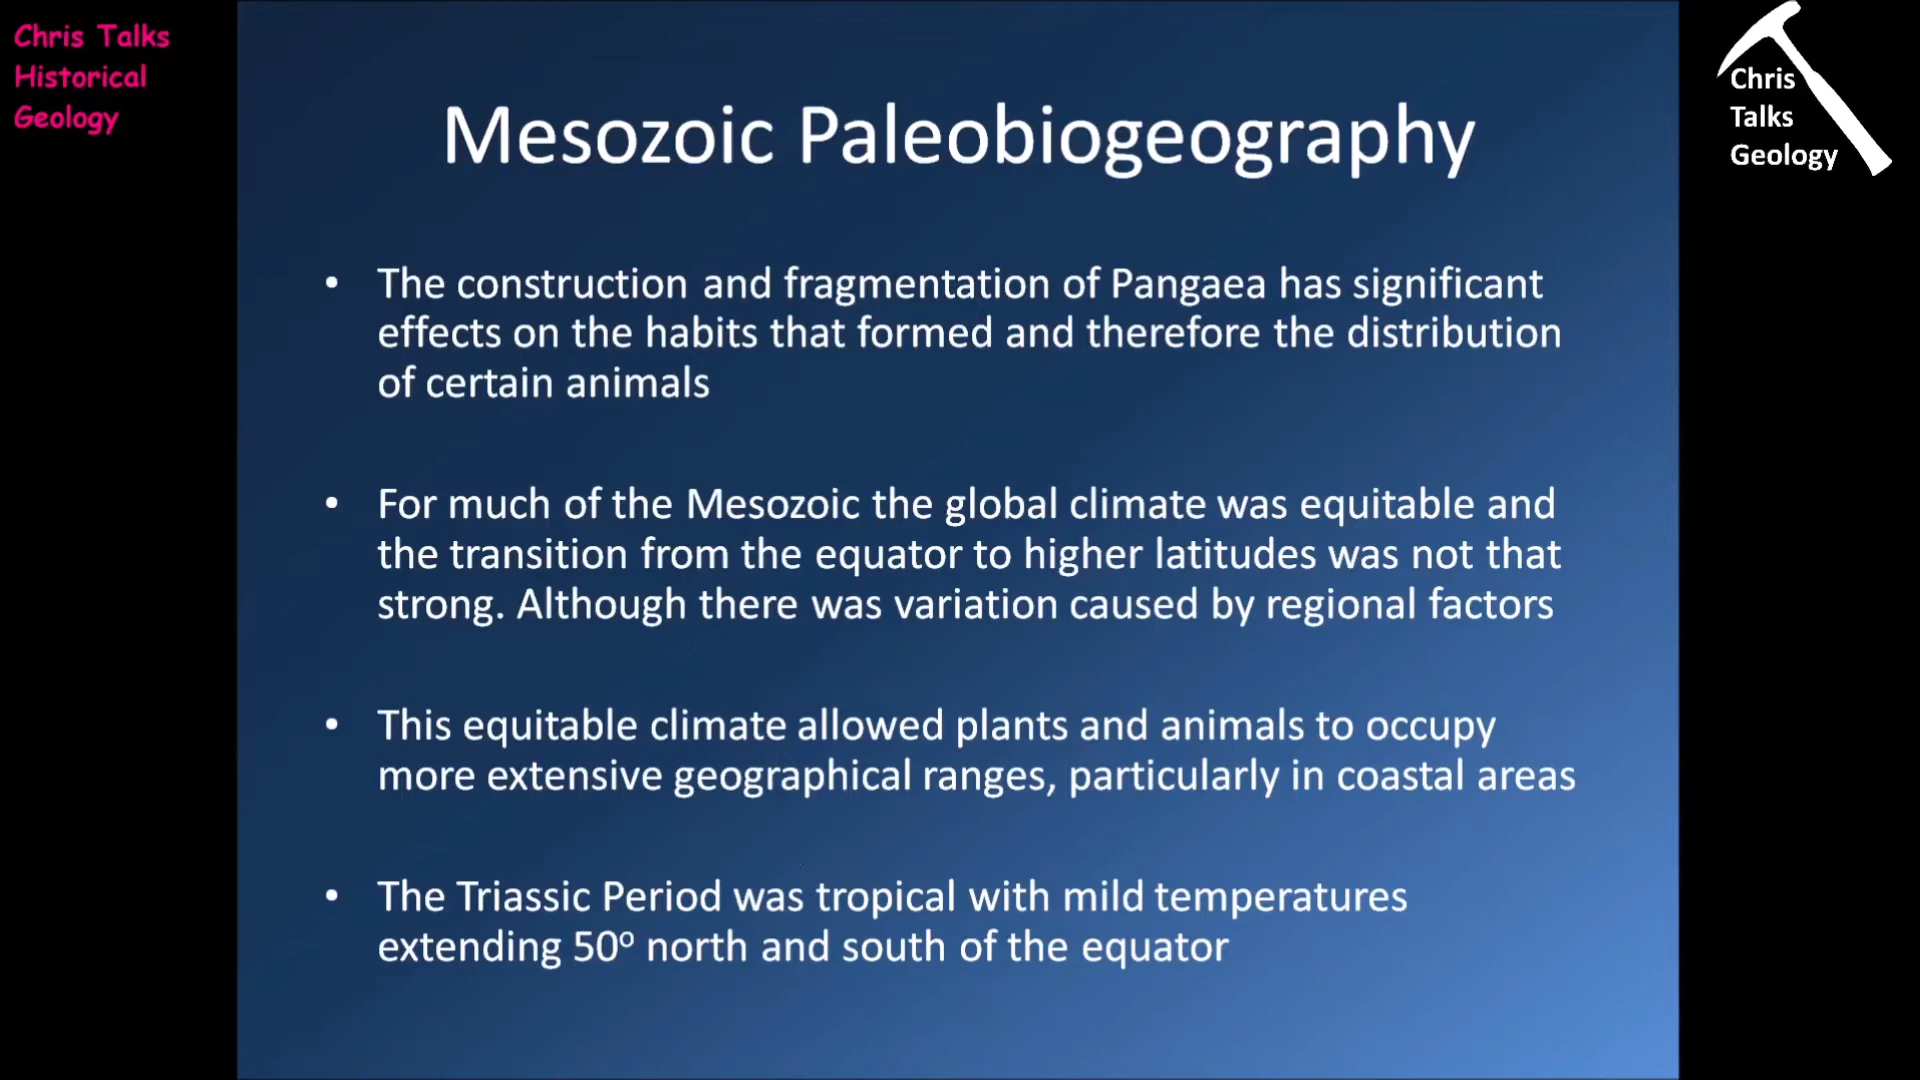 Chris Talks
Historical
Geology
Chris
Talks
Geology
Mesozoic Paleobiogeography
• The construction and fragmentation of Pangaea has significant
effects on the habits that formed and therefore the distribution
of certain animals
• For much of the Mesozoic the global climate was equitable and
the transition from the equator to higher latitudes was not that
strong. Although there was variation caused by regional factors
• This equitable climate allowed plants and animals to occupy
more extensive geographical ranges, particularly in coastal areas
• The Triassic Period was tropical with mild temperatures
extending 50º north and south of the equator